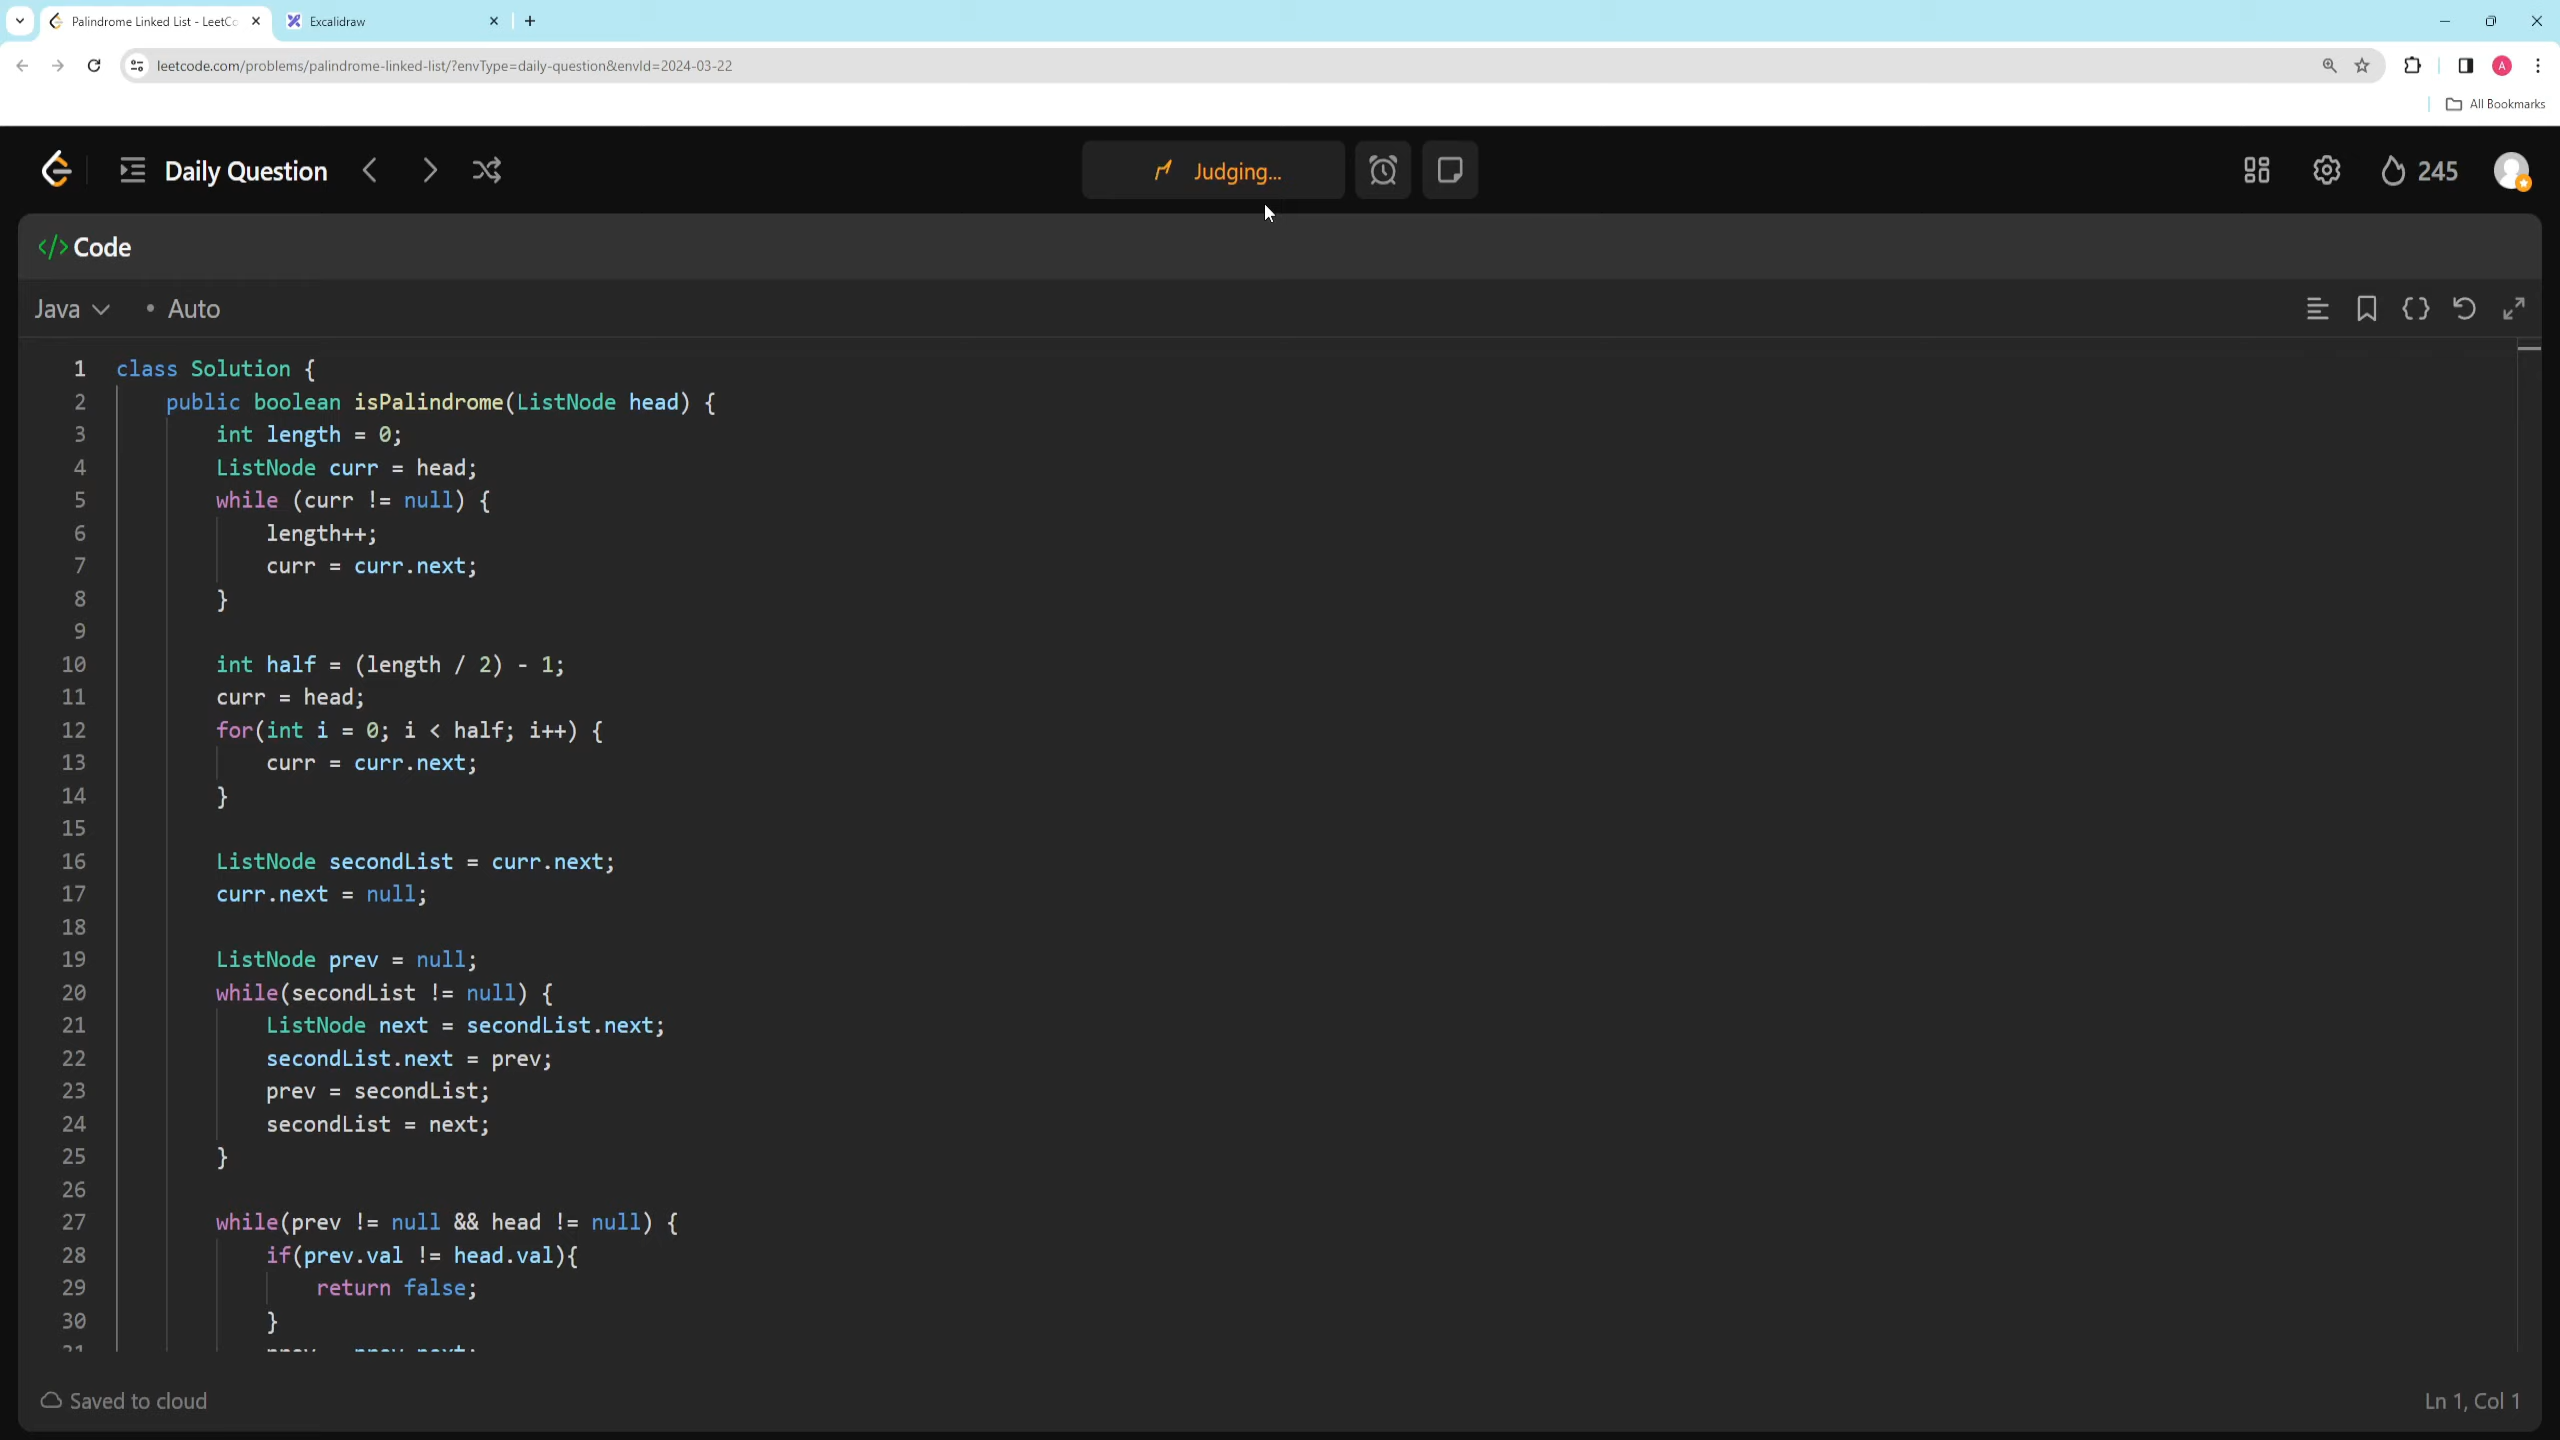 Palindrome Linked List - LeetCo
Excalidraw
leetcode.com/problems/palindrome-linked-list/?envType=daily-question&envId=2024-03-22
A
All Bookmarks
Daily Question
Judging...
245
</> Code
Java
• Auto
1 class Solution {
2 public boolean isPalindrome(ListNode head) {
3 int length = 0;
4 ListNode curr = head;
5 while (curr != null) {
6 length++;
7 curr = curr.next;
8 }
9
10 int half = (length / 2) - 1;
11 curr = head;
12 for(int i = 0; i < half; i++) {
13 curr = curr.next;
14 }
15
16 ListNode secondList = curr.next;
17 curr.next = null;
18
19 ListNode prev = null;
20 while(secondList != null) {
21 ListNode next = secondList.next;
22 secondList.next = prev;
23 prev = secondList;
24 secondList = next;
25 }
26
27 while(prev != null && head != null) {
28 if(prev.val != head.val){
29 return false;
30 }
31 prev = prev.next;
Saved to cloud
Ln 1, Col 1